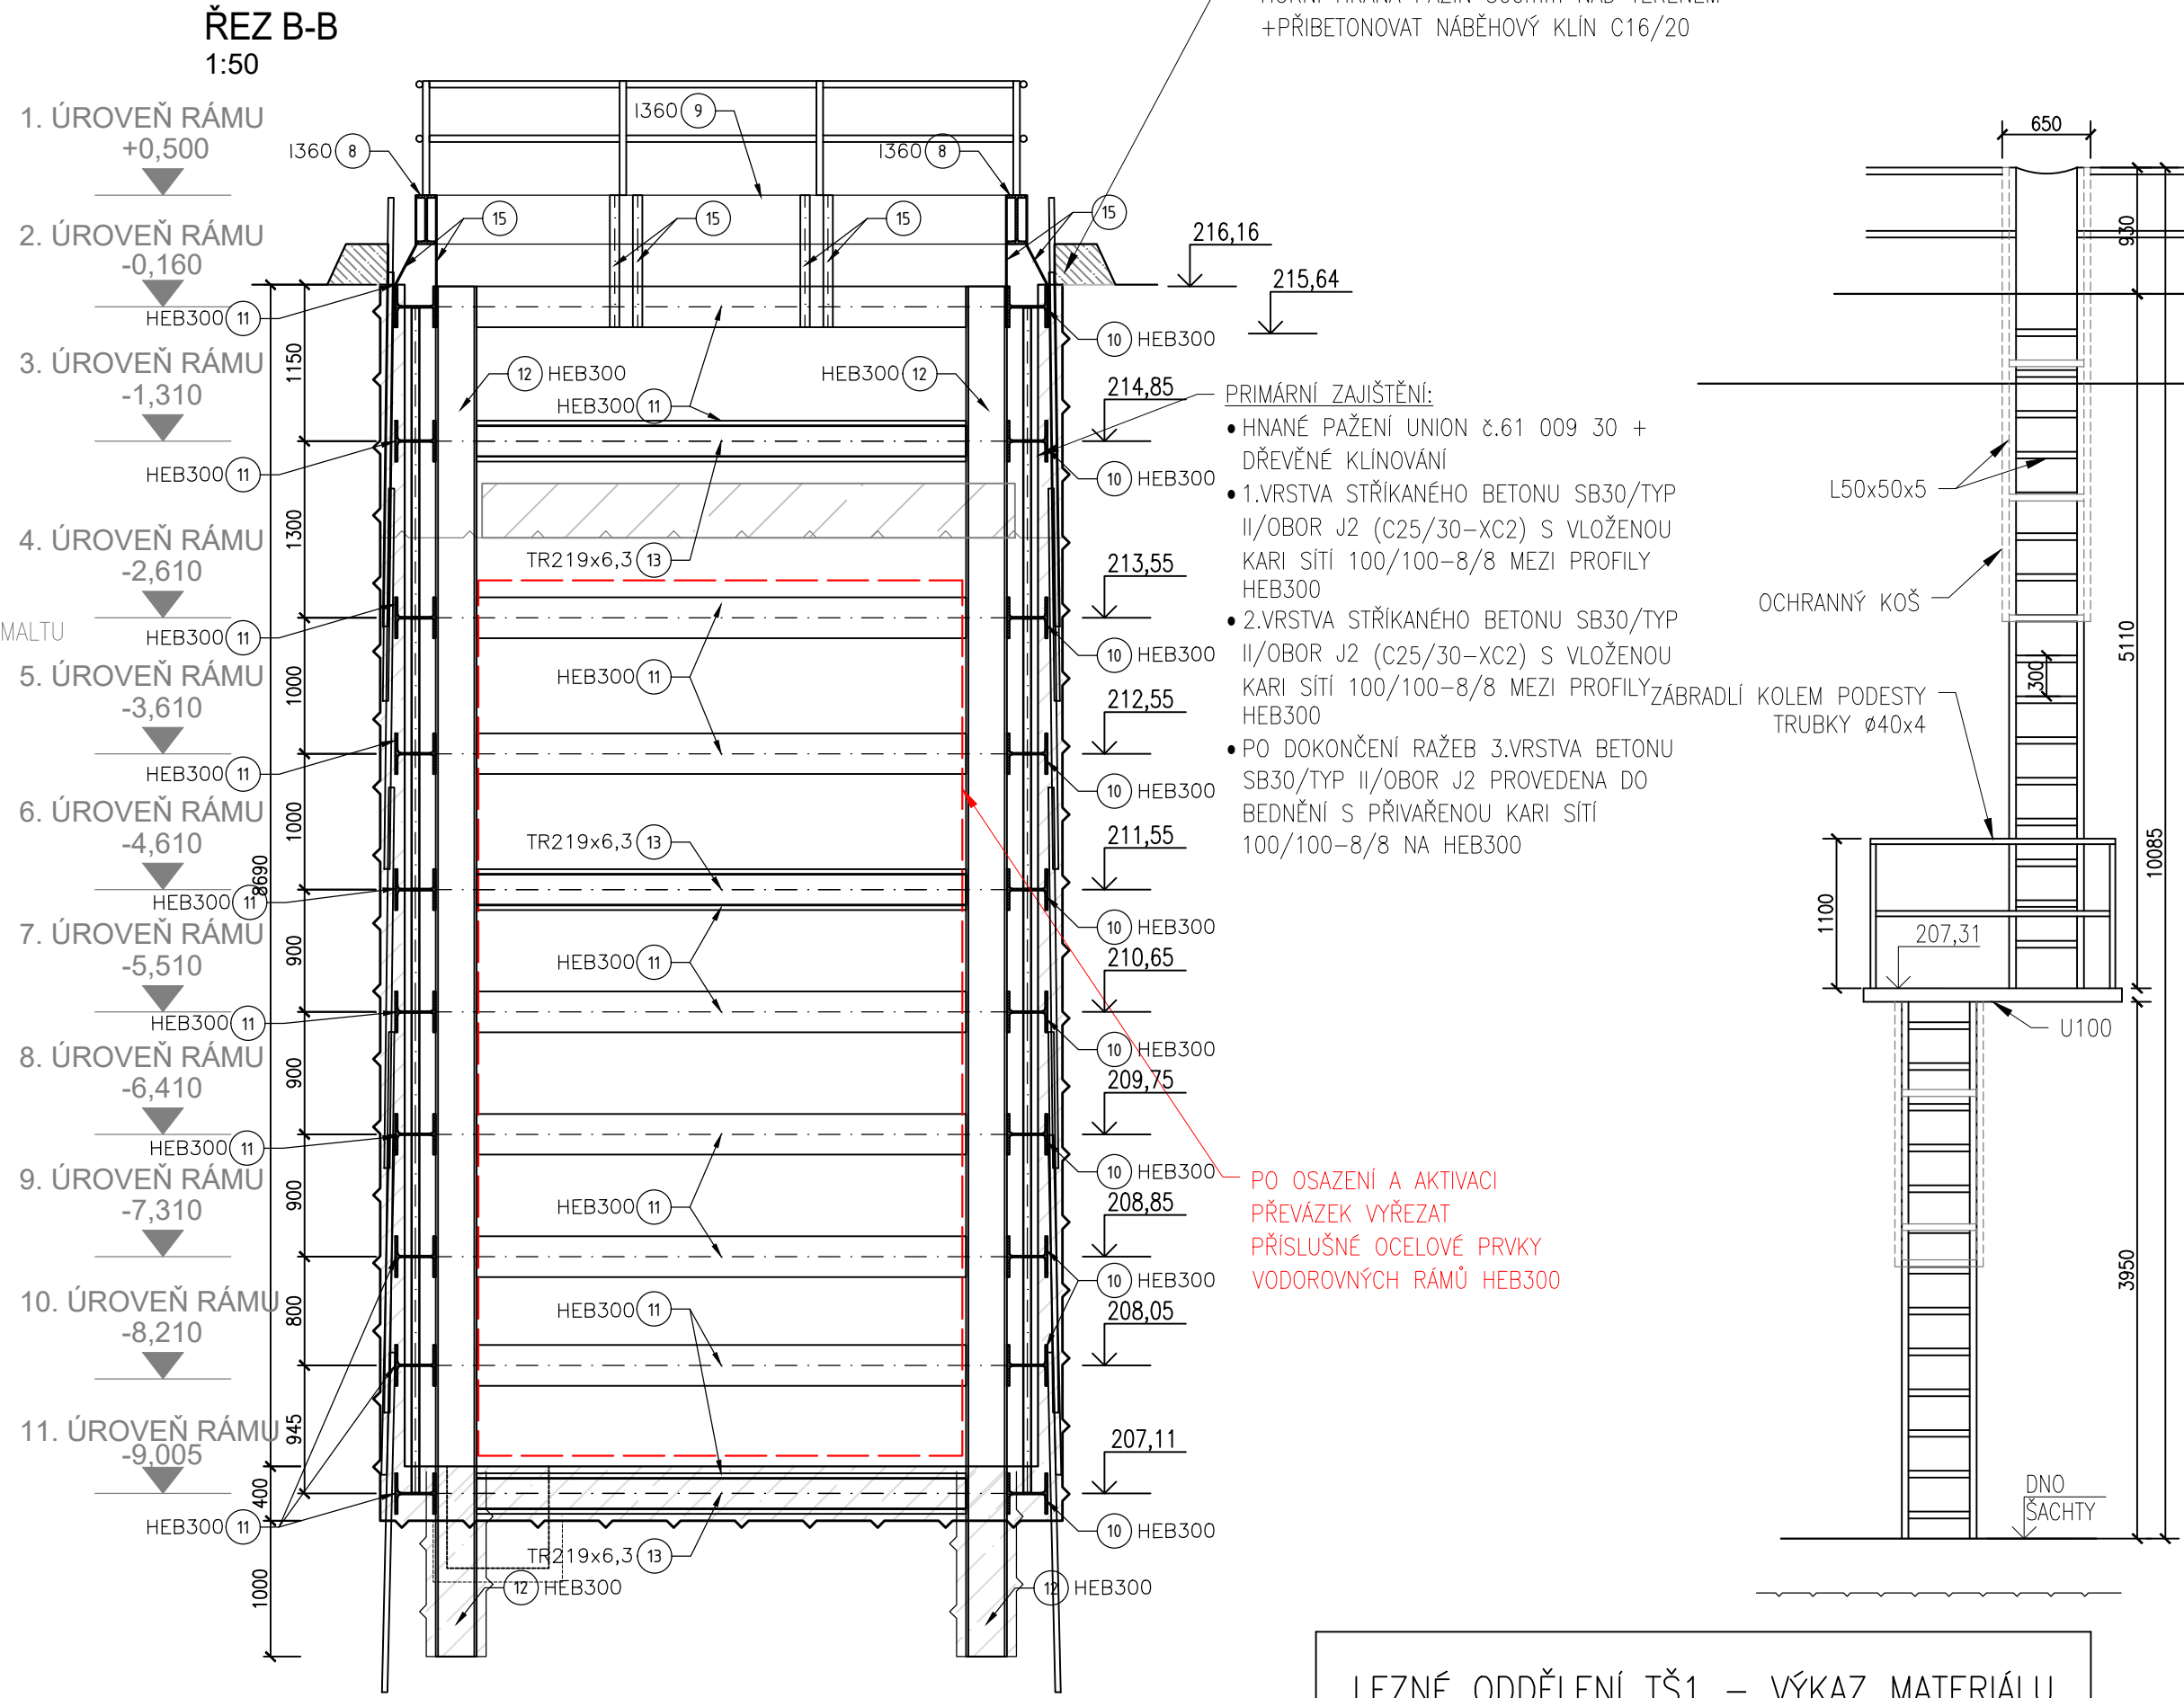 ŘEZ B-B
1:50
+PŘIBETONOVAT NÁBĚHOVÝ KLÍN C16/20
1. ÚROVEŇ RÁMU
+0,500
2. ÚROVEŇ RÁMU
-0,160
3. ÚROVEŇ RÁMU
-1,310
4. ÚROVEŇ RÁMU
-2,610
MALTU
5. ÚROVEŇ RÁMU
-3,610
6. ÚROVEŇ RÁMU
-4,610
7. ÚROVEŇ RÁMU
-5,510
8. ÚROVEŇ RÁMU
-6,410
9. ÚROVEŇ RÁMU
-7,310
10. ÚROVEŇ RÁMU
-8,210
11. ÚROVEŇ RÁMU
-9,005
1150
1300
1000
1000
900
900
900
800
945
8690
400
1000
I360 8
I360 9
I360 8
15
15
15
15
HEB300 11
HEB300 11
HEB300 11
HEB300 11
HEB300 11
HEB300 11
HEB300 11
HEB300 11
12 HEB300
HEB300 12
HEB300 11
TR219x6,3 13
HEB300 11
TR219x6,3 13
HEB300 11
HEB300 11
HEB300 11
TR219x6,3 13
12 HEB300
12 HEB300
10 HEB300
10 HEB300
10 HEB300
10 HEB300
10 HEB300
10 HEB300
10 HEB300
10 HEB300
10 HEB300
216,16
215,64
214,85
213,55
212,55
211,55
210,65
209,75
208,85
208,05
207,11
PRIMÁRNÍ ZAJIŠTĚNÍ:
• HNANÉ PAŽENÍ UNION č.61 009 30 +
DŘEVĚNÉ KLÍNOVÁNÍ
• 1.VRSTVA STŘÍKANÉHO BETONU SB30/TYP
II/OBOR J2 (C25/30-XC2) S VLOŽENOU
KARI SÍTÍ 100/100-8/8 MEZI PROFILY
HEB300
• 2.VRSTVA STŘÍKANÉHO BETONU SB30/TYP
II/OBOR J2 (C25/30-XC2) S VLOŽENOU
KARI SÍTÍ 100/100-8/8 MEZI PROFILY
HEB300
• PO DOKONČENÍ RAŽEB 3.VRSTVA BETONU
SB30/TYP II/OBOR J2 PROVEDENA DO
BEDNĚNÍ S PŘIVAŘENOU KARI SÍTÍ
100/100-8/8 NA HEB300
PO OSAZENÍ A AKTIVACI
PŘEVÁZEK VYŘEZAT
PŘÍSLUŠNÉ OCELOVÉ PRVKY
VODOROVNÝCH RÁMŮ HEB300
650
930
L50x50x5
OCHRANNÝ KOŠ
5110
300
ZÁBRADLÍ KOLEM PODESTY
TRUBKY ø40x4
10085
1100
207,31
U100
3950
DNO
ŠACHTY
LEZNÉ ODDĚLENÍ TŠ1 – VÝKAZ MATERIÁLU